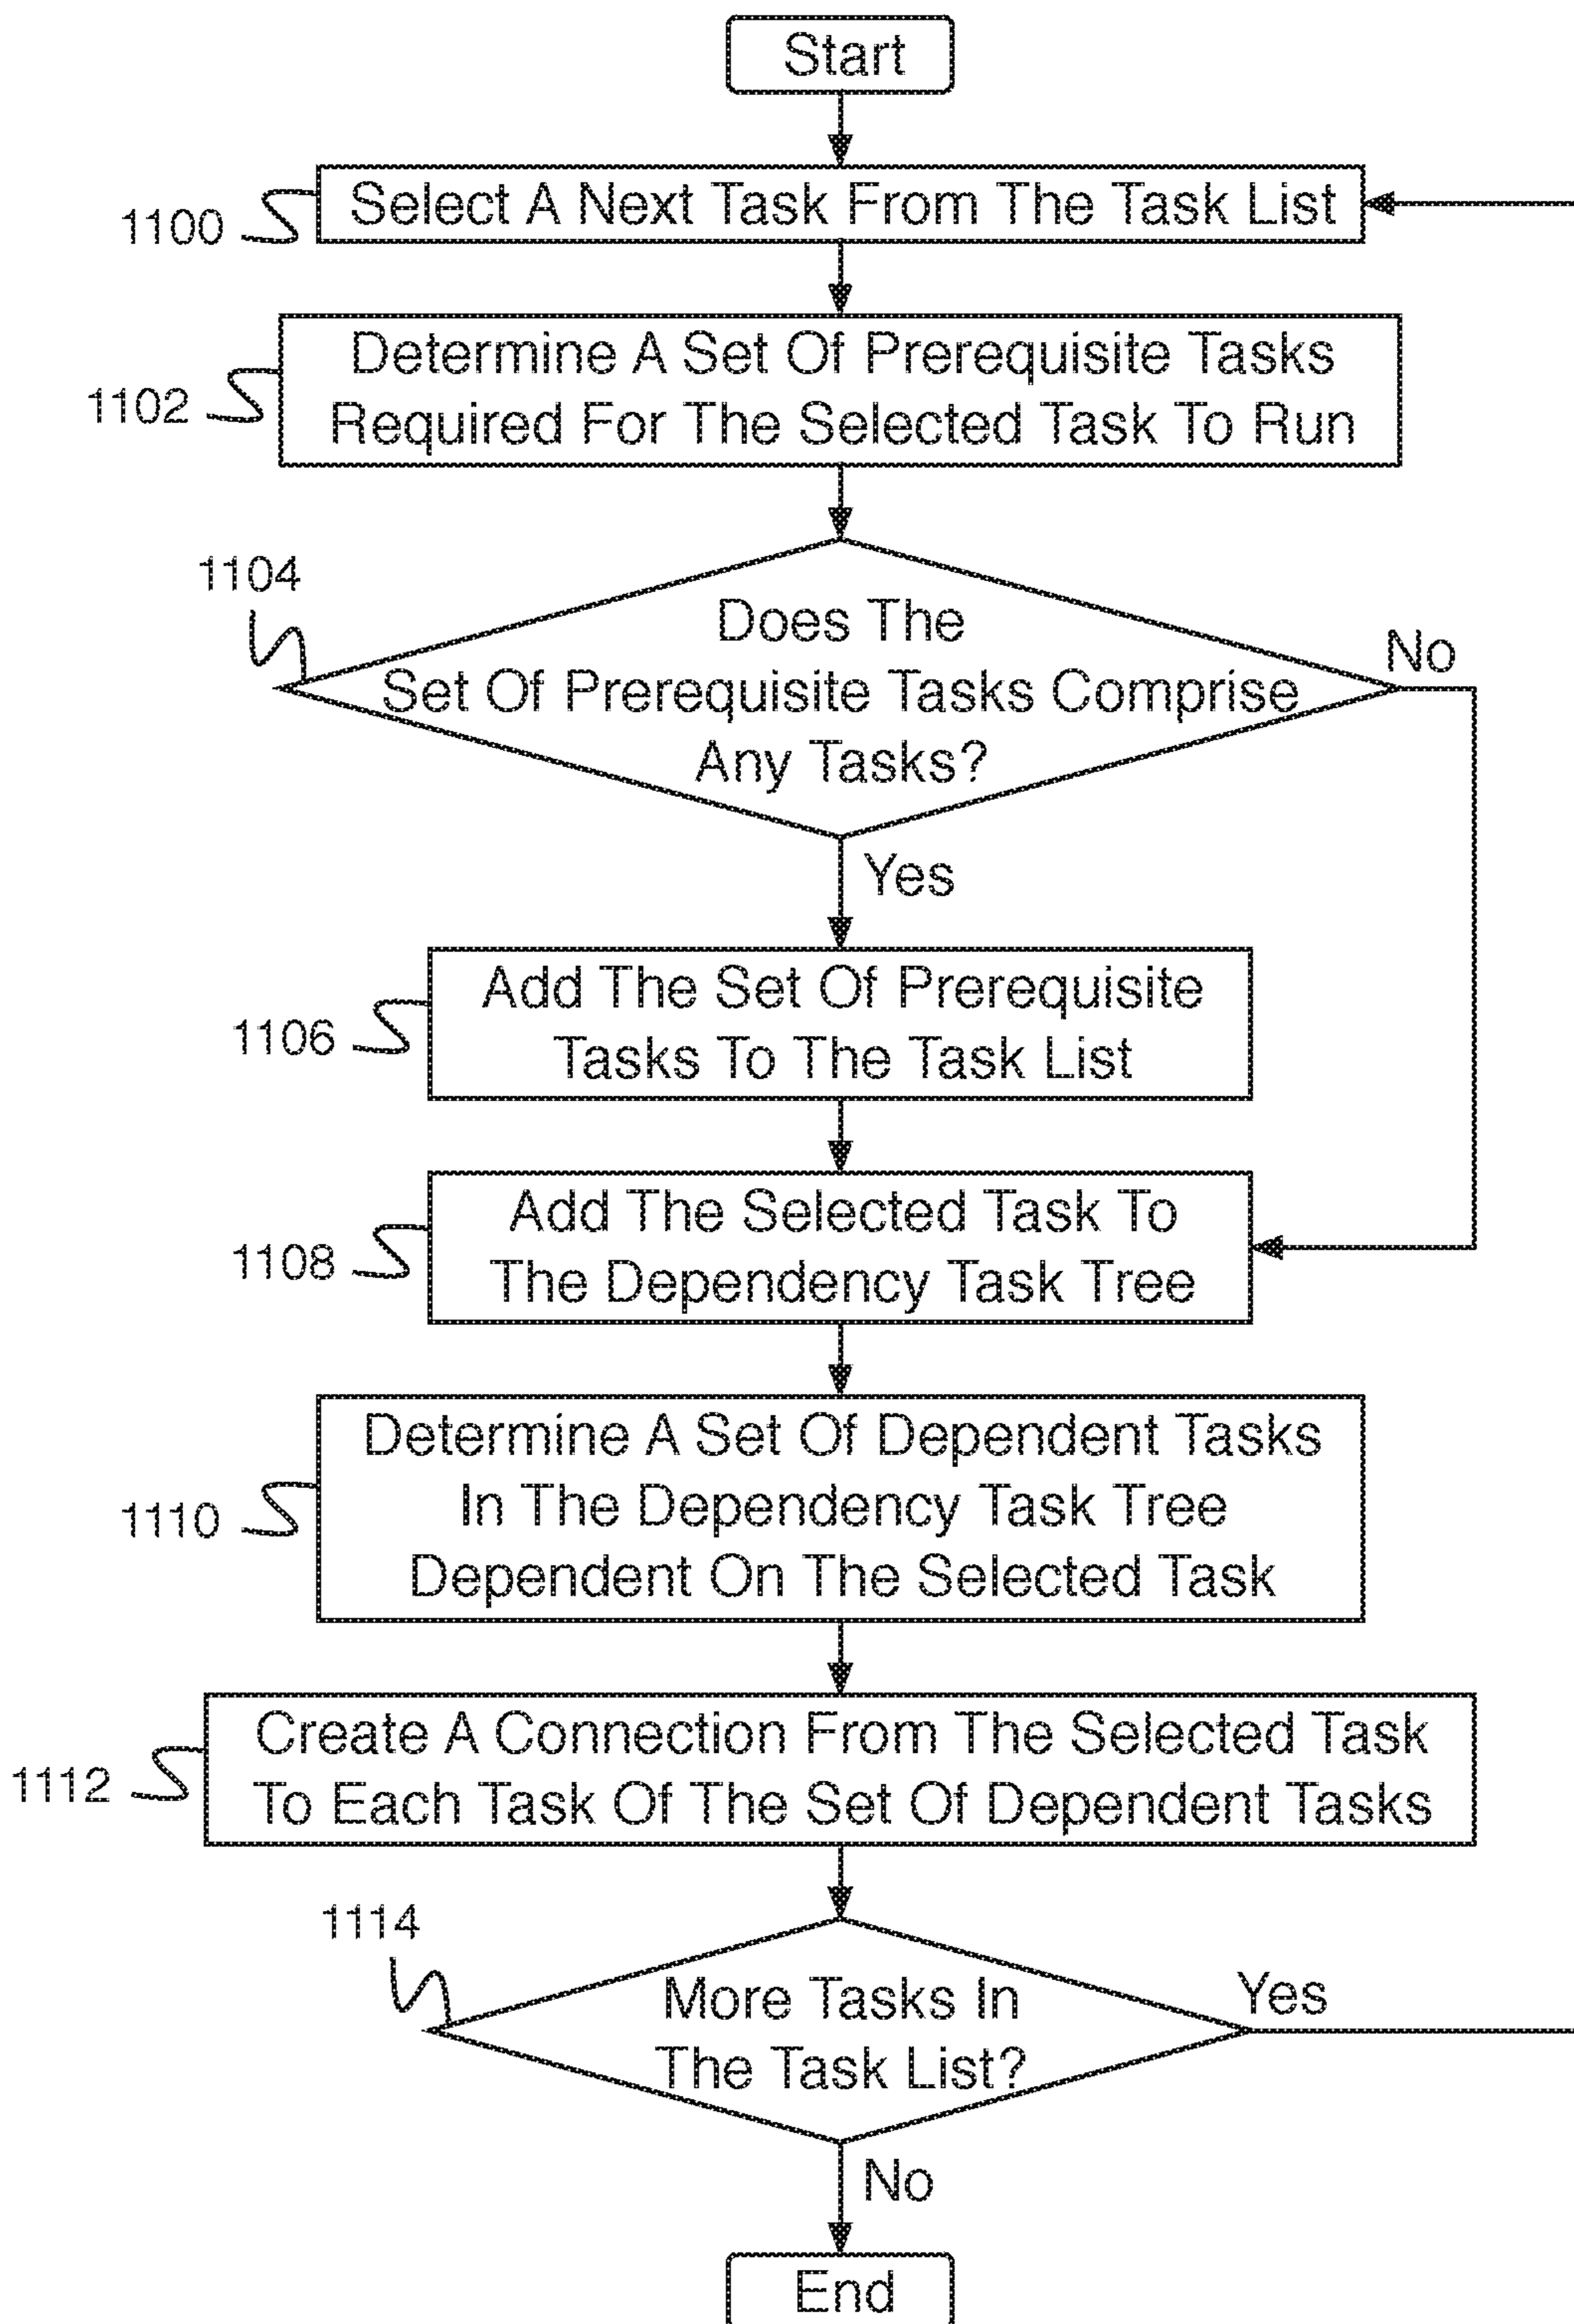 Start
Select A Next Task From The Task List
1100
Determine A Set Of Prerequisite Tasks
Required For The Selected Task To Run
1102
1104
Does The
Set Of Prerequisite Tasks Comprise
Any Tasks?
No
Yes
Add The Set Of Prerequisite
Tasks To The Task List
1106
Add The Selected Task To
The Dependency Task Tree
1108
Determine A Set Of Dependent Tasks
In The Dependency Task Tree
Dependent On The Selected Task
1110
Create A Connection From The Selected Task
To Each Task Of The Set Of Dependent Tasks
1112
1114
More Tasks In
The Task List?
Yes
No
End